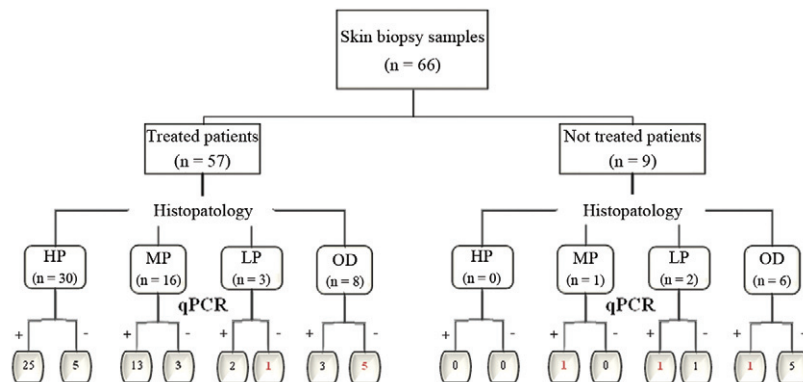 Skin biopsy samples
(n = 66)
Treated patients
(n = 57)
Not treated patients
(n = 9)
Histopatology
Histopatology
HP
(n = 30)
MP
(n = 16)
LP
(n = 3)
OD
(n = 8)
HP
(n = 0)
MP
(n = 1)
LP
(n = 2)
OD
(n = 6)
qPCR
qPCR
+ - + - + - + - + - + - + - + -
25 5 13 3 2 1 3 5 0 0 1 0 1 1 1 5